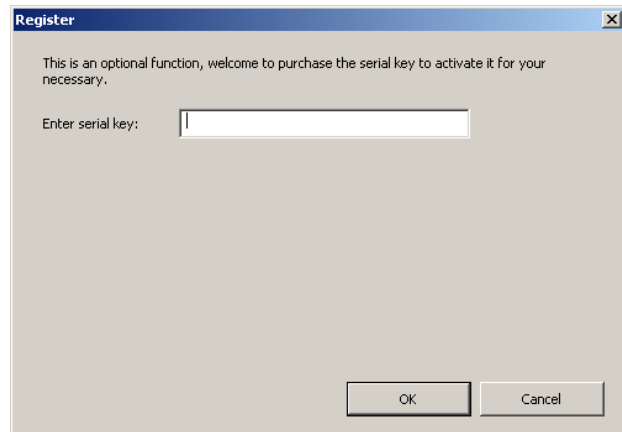 Register
This is an optional function, welcome to purchase the serial key to activate it for your
necessary.
Enter serial key:
OK
Cancel